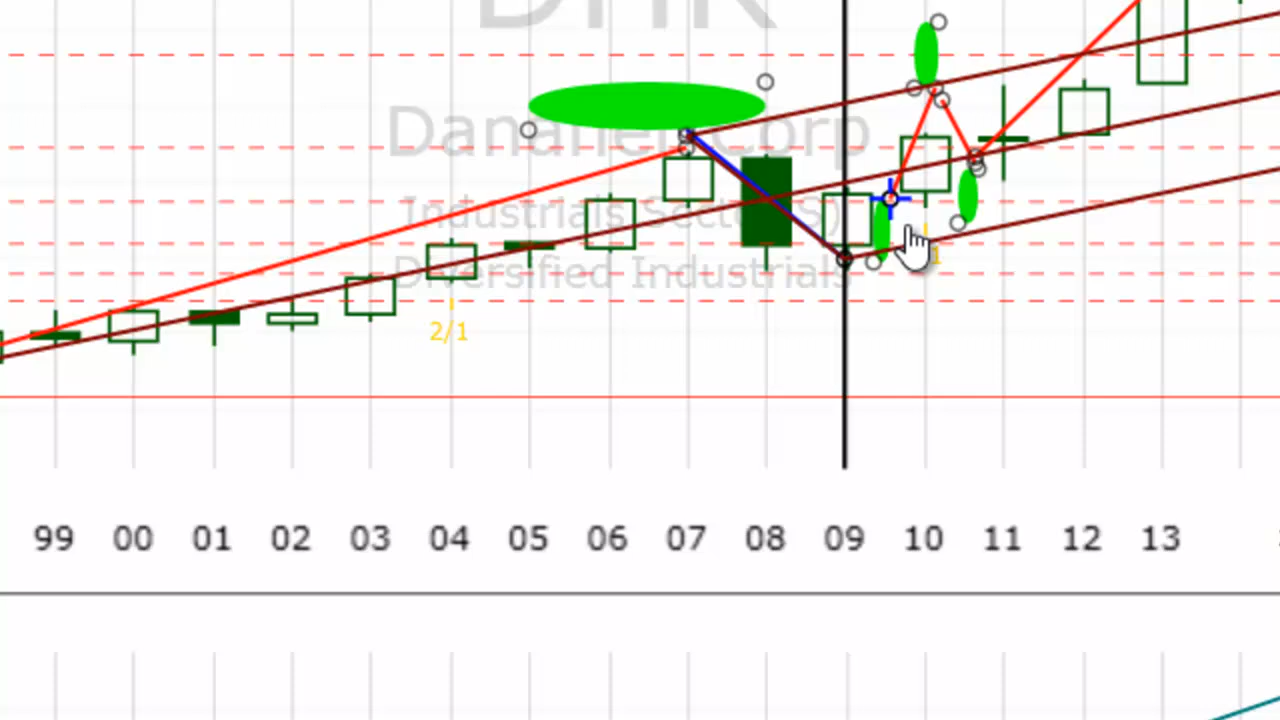 DHR
Danaher Corp
Industrials Sector (S)
Diversified Industrials
2/1
99 00 01 02 03 04 05 06 07 08 09 10 11 12 13